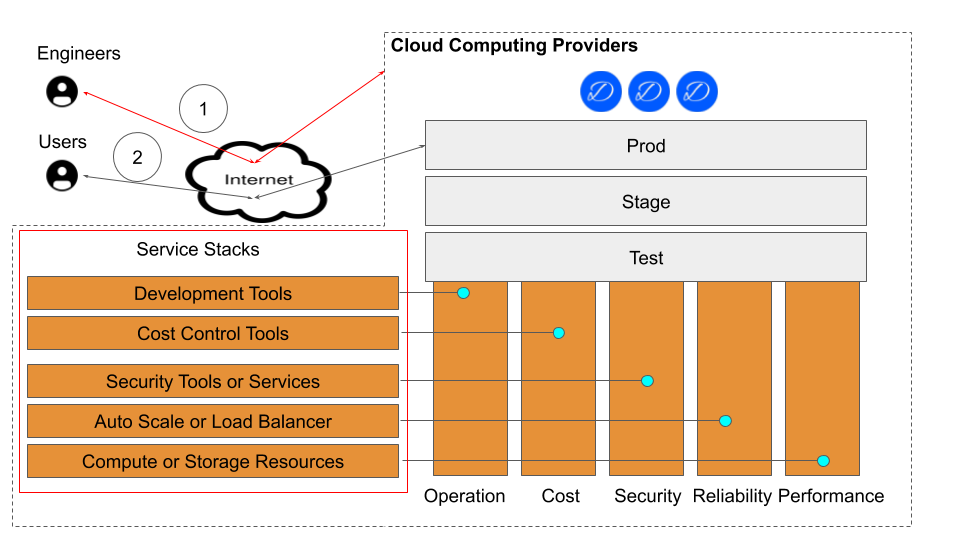 Cloud Computing Providers
Engineers
1
Users
2
Internet
D D D
Prod
Stage
Test
Service Stacks
Development Tools
Cost Control Tools
Security Tools or Services
Auto Scale or Load Balancer
Compute or Storage Resources
Operation Cost Security Reliability Performance